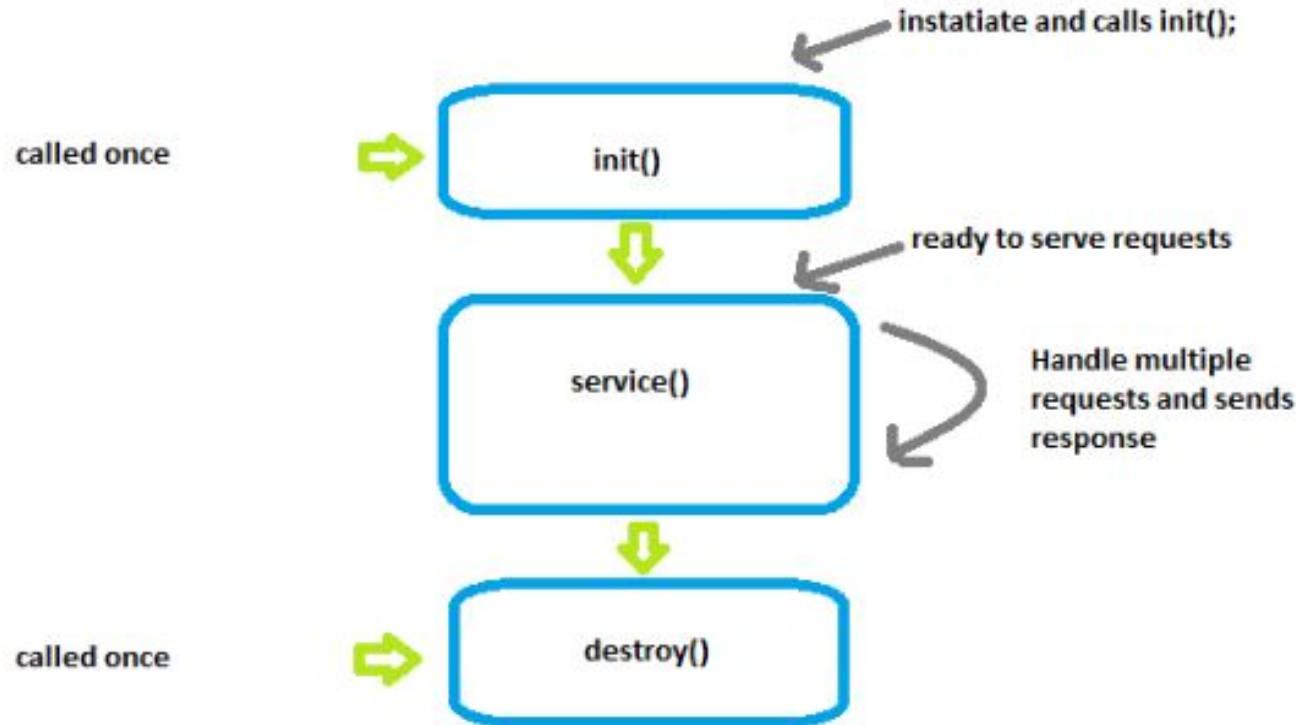 instatiate and calls init();
called once
init()
ready to serve requests
service()
Handle multiple
requests and sends
response
called once
destroy()